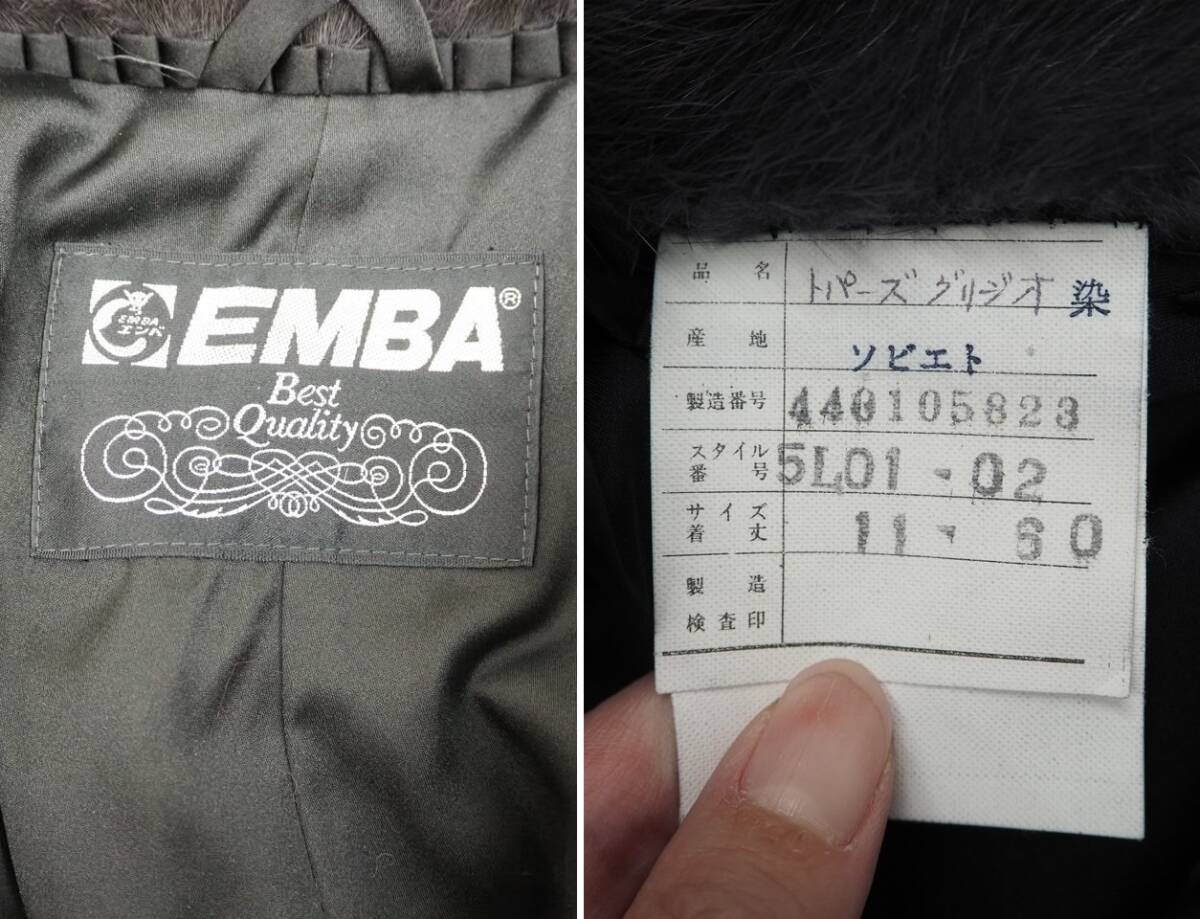 EMBA
エンバ
EMBA®
Best
Quality
品名 トパーズグリジオ染
産地 ソビエト
製造番号 440105823
スタイル番号 5L01-02
サイズ着丈 11-60
製造
検査印